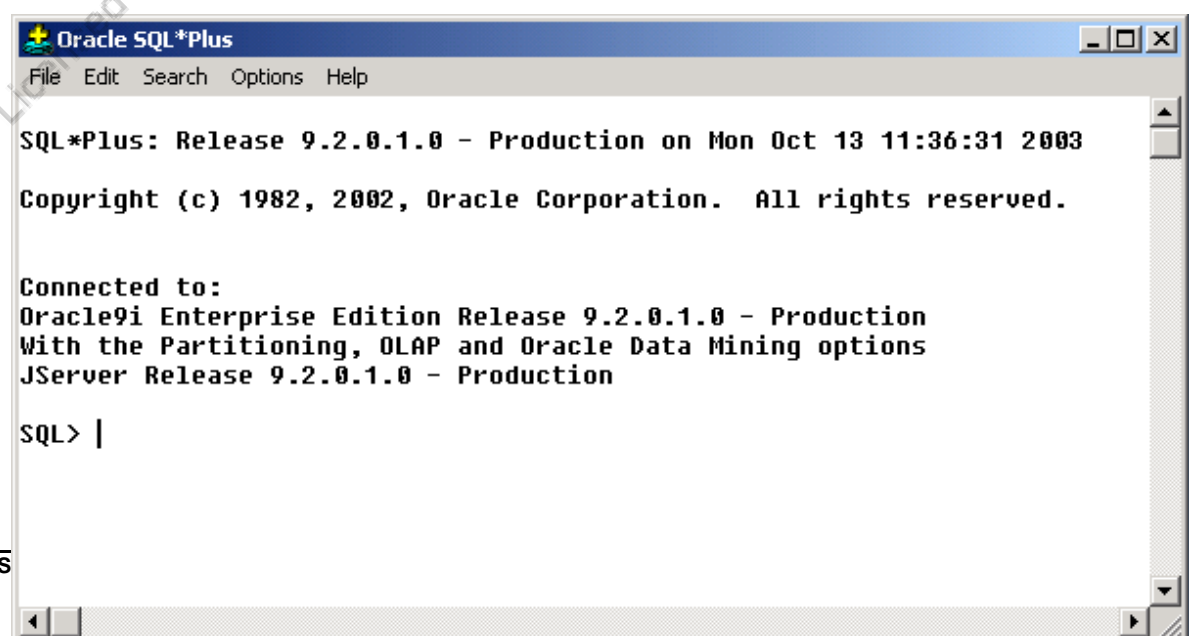 Licensed
Oracle SQL*Plus
File Edit Search Options Help
SQL*Plus: Release 9.2.0.1.0 - Production on Mon Oct 13 11:36:31 2003
Copyright (c) 1982, 2002, Oracle Corporation.  All rights reserved.
Connected to:
Oracle9i Enterprise Edition Release 9.2.0.1.0 - Production
With the Partitioning, OLAP and Oracle Data Mining options
JServer Release 9.2.0.1.0 - Production
SQL>
s